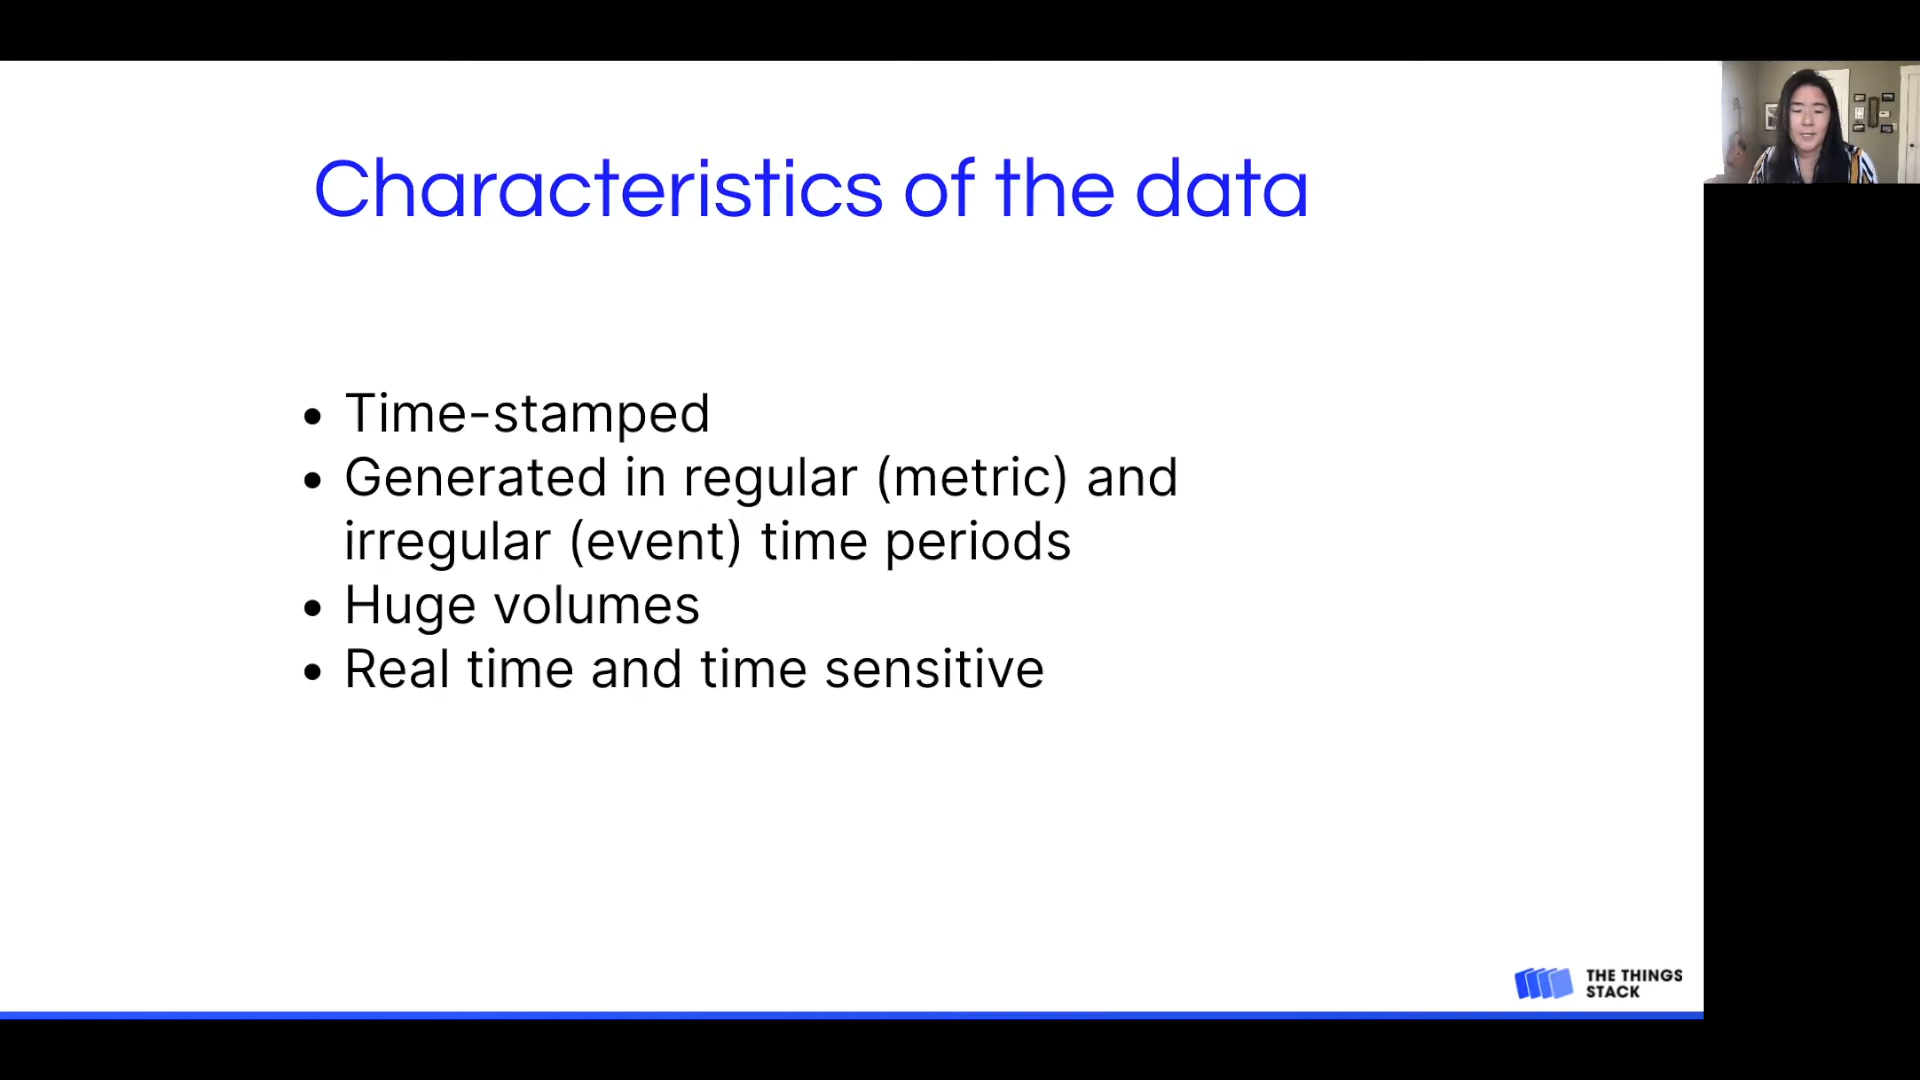 Characteristics of the data
• Time-stamped
• Generated in regular (metric) and
irregular (event) time periods
• Huge volumes
• Real time and time sensitive
THE THINGS
STACK